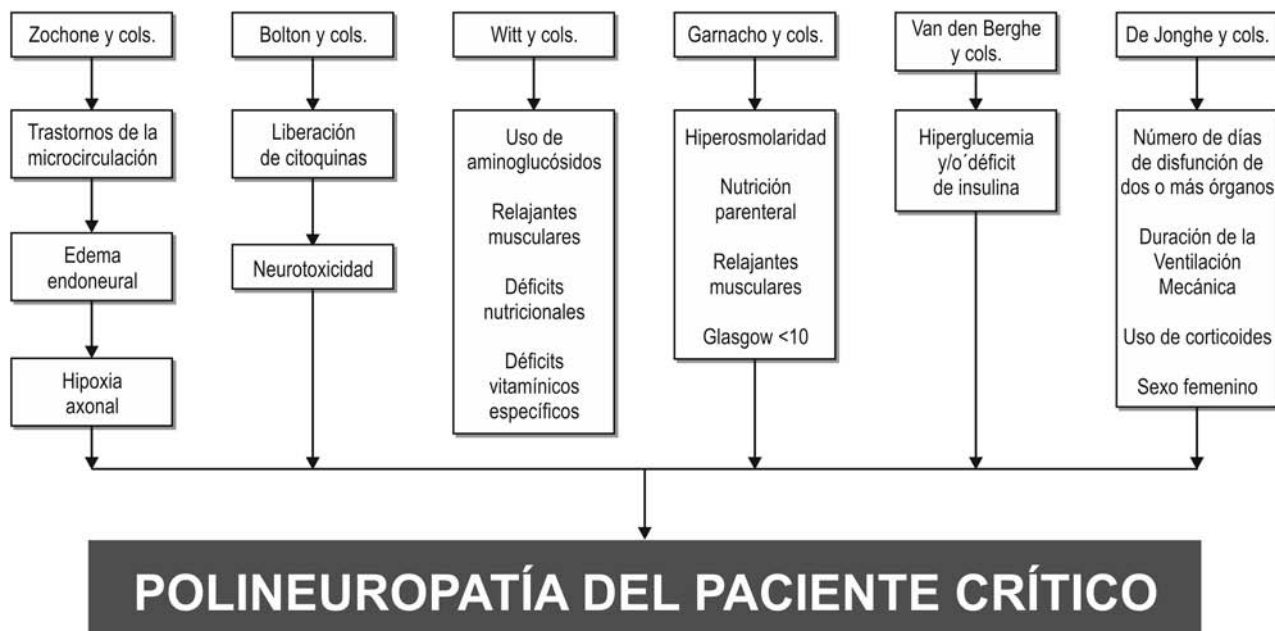 Zochone y cols.
Trastornos de la
microcirculación
Edema
endoneural
Hipoxia
axonal
Bolton y cols.
Liberación
de citoquinas
Neurotoxicidad
Witt y cols.
Uso de
aminoglucósidos
Relajantes
musculares
Déficits
nutricionales
Déficits
vitamínicos
específicos
Garnacho y cols.
Hiperosmolaridad
Nutrición
parenteral
Relajantes
musculares
Glasgow <10
Van den Berghe
y cols.
Hiperglucemia
y/o´déficit
de insulina
De Jonghe y cols.
Número de días
de disfunción de
dos o más órganos
Duración de la
Ventilación
Mecánica
Uso de corticoides
Sexo femenino
POLINEUROPATÍA DEL PACIENTE CRÍTICO